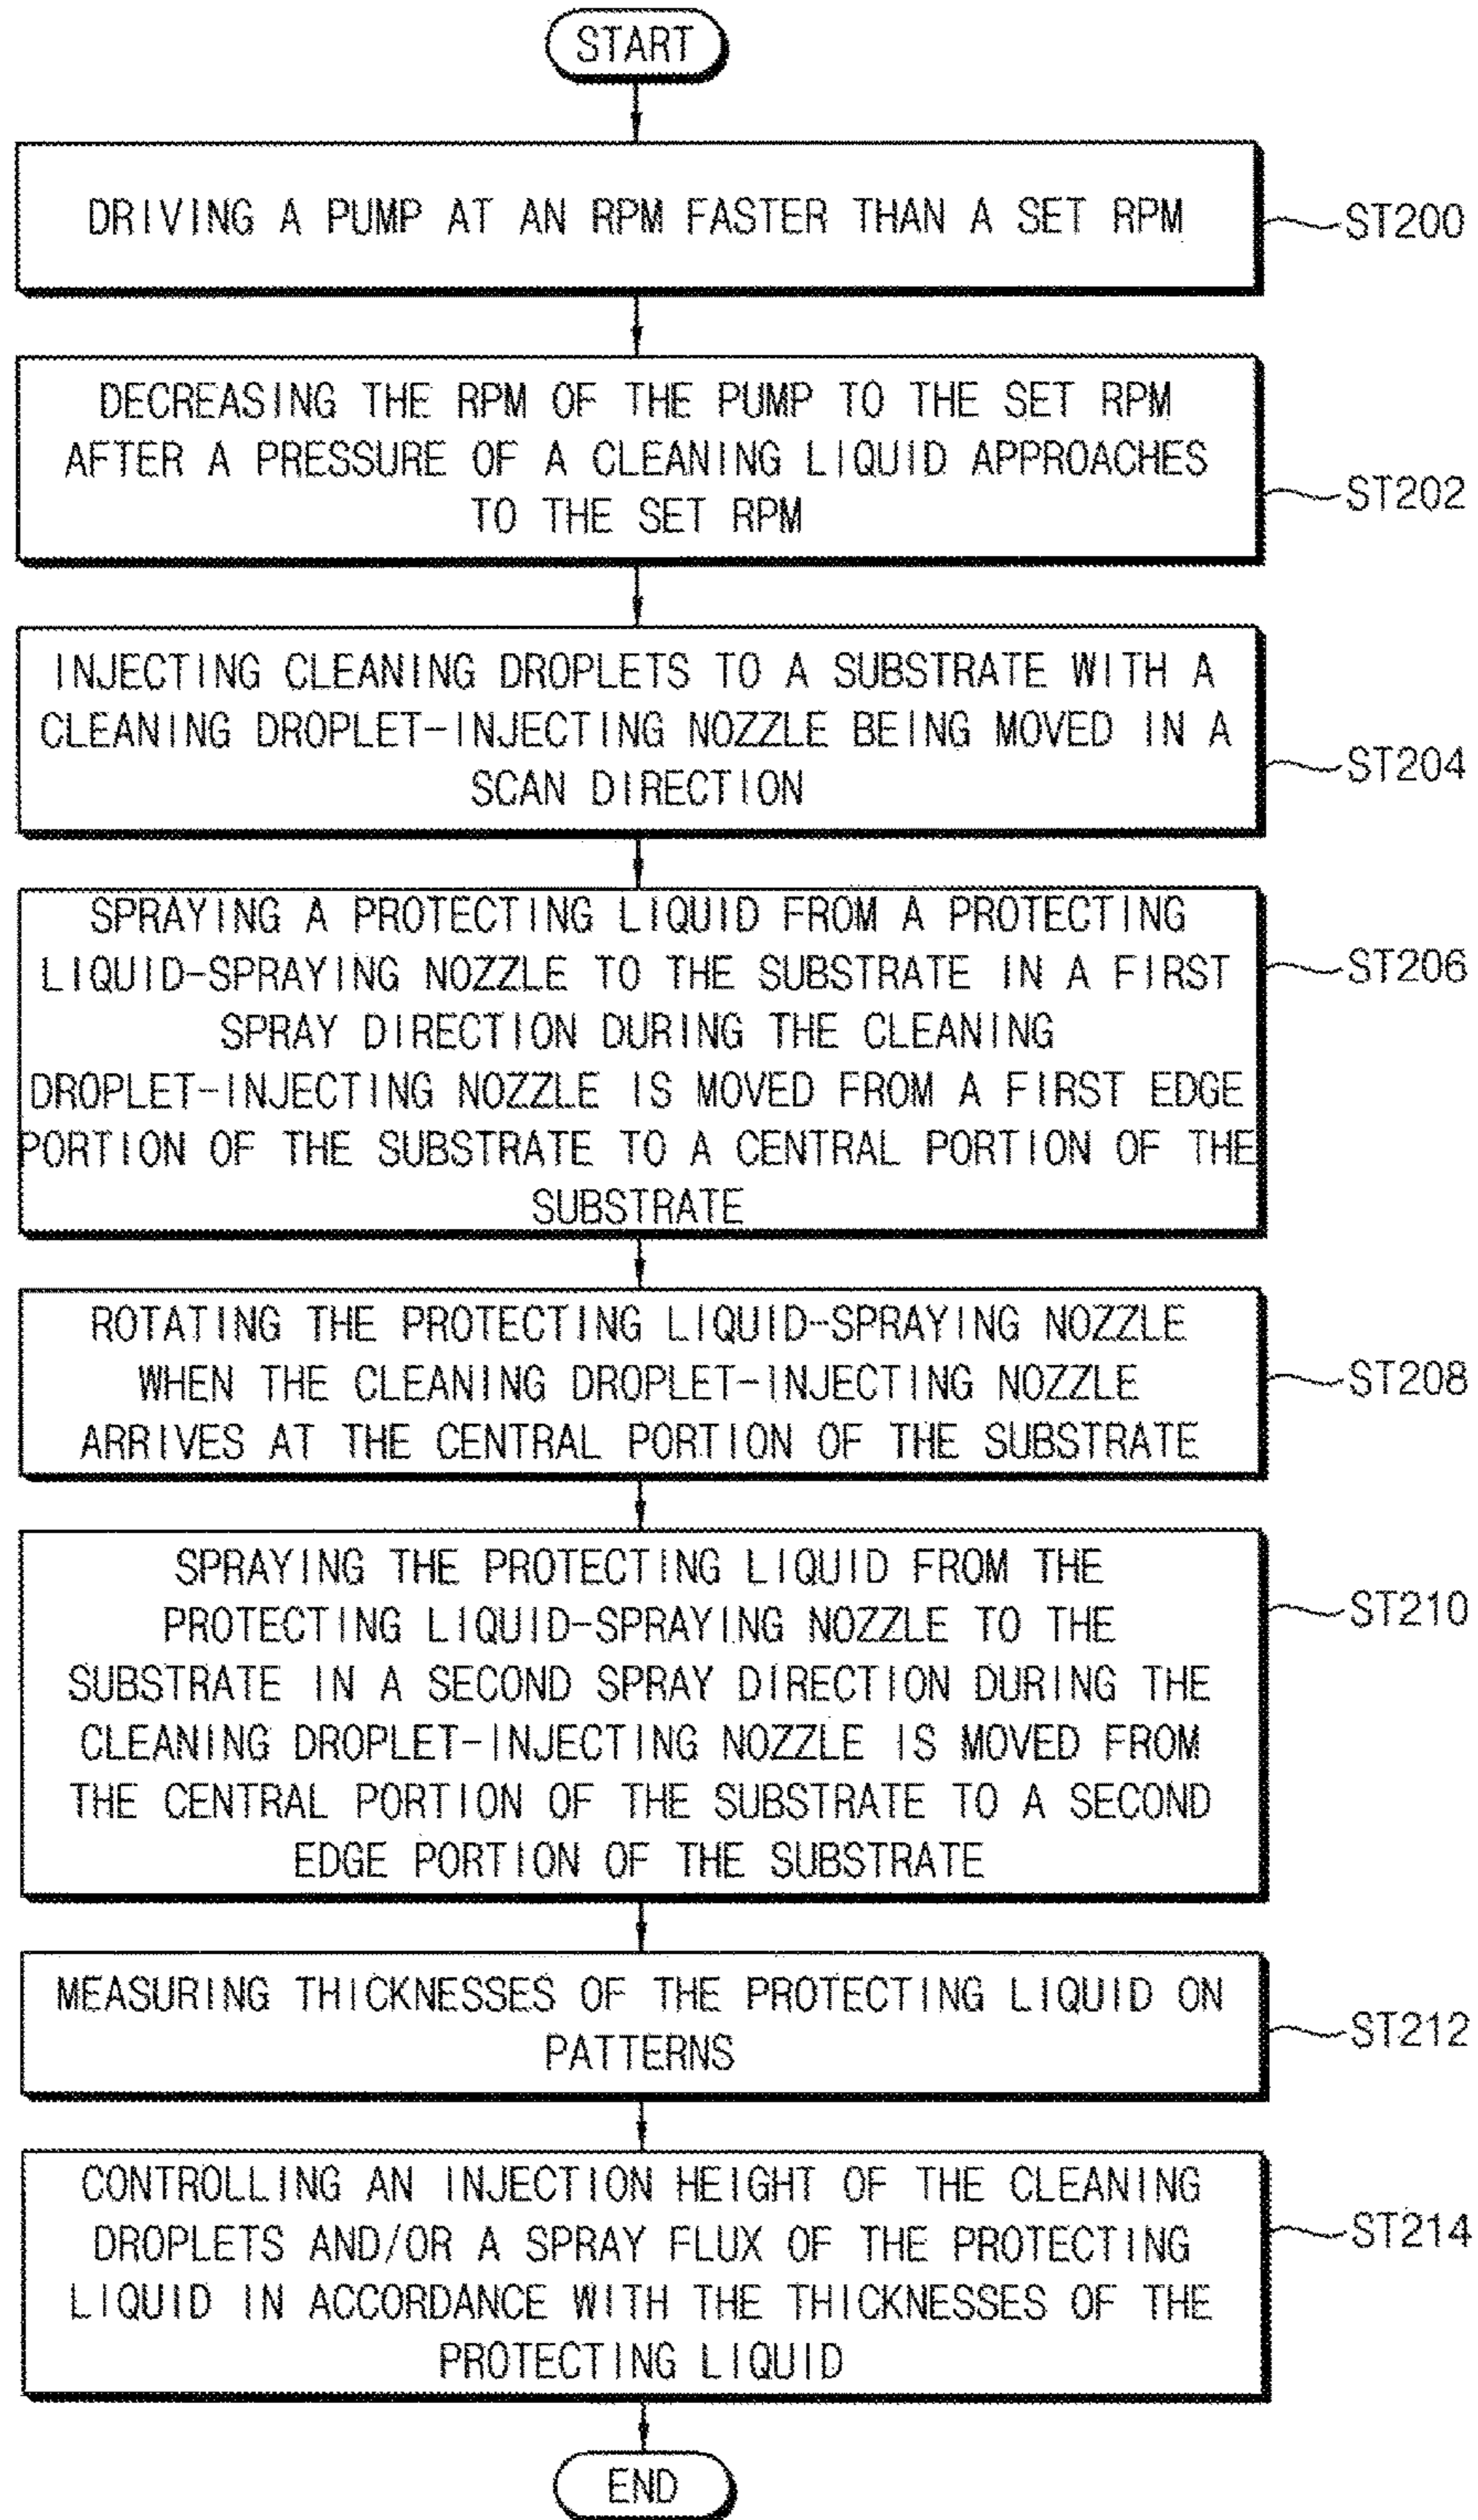 START
DRIVING A PUMP AT AN RPM FASTER THAN A SET RPM
ST200
DECREASING THE RPM OF THE PUMP TO THE SET RPM
AFTER A PRESSURE OF A CLEANING LIQUID APPROACHES
TO THE SET RPM
ST202
INJECTING CLEANING DROPLETS TO A SUBSTRATE WITH A
CLEANING DROPLET-INJECTING NOZZLE BEING MOVED IN A
SCAN DIRECTION
ST204
SPRAYING A PROTECTING LIQUID FROM A PROTECTING
LIQUID-SPRAYING NOZZLE TO THE SUBSTRATE IN A FIRST
SPRAY DIRECTION DURING THE CLEANING
DROPLET-INJECTING NOZZLE IS MOVED FROM A FIRST EDGE
PORTION OF THE SUBSTRATE TO A CENTRAL PORTION OF THE
SUBSTRATE
ST206
ROTATING THE PROTECTING LIQUID-SPRAYING NOZZLE
WHEN THE CLEANING DROPLET-INJECTING NOZZLE
ARRIVES AT THE CENTRAL PORTION OF THE SUBSTRATE
ST208
SPRAYING THE PROTECTING LIQUID FROM THE
PROTECTING LIQUID-SPRAYING NOZZLE TO THE
SUBSTRATE IN A SECOND SPRAY DIRECTION DURING THE
CLEANING DROPLET-INJECTING NOZZLE IS MOVED FROM
THE CENTRAL PORTION OF THE SUBSTRATE TO A SECOND
EDGE PORTION OF THE SUBSTRATE
ST210
MEASURING THICKNESSES OF THE PROTECTING LIQUID ON
PATTERNS
ST212
CONTROLLING AN INJECTION HEIGHT OF THE CLEANING
DROPLETS AND/OR A SPRAY FLUX OF THE PROTECTING
LIQUID IN ACCORDANCE WITH THE THICKNESSES OF THE
PROTECTING LIQUID
ST214
END